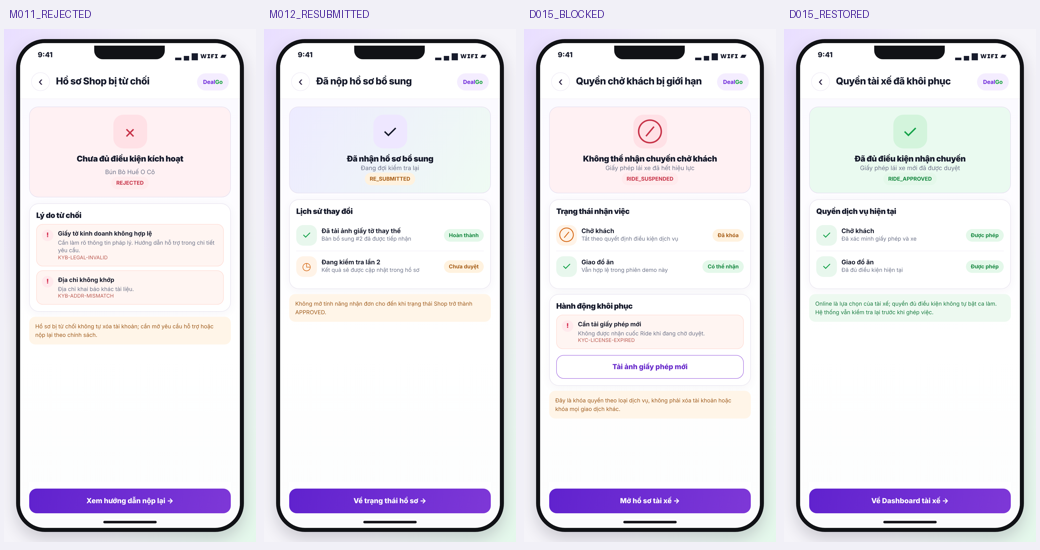 M011_REJECTED
9:41
WIFI
Hồ sơ Shop bị từ chối
DealGo
Chưa đủ điều kiện kích hoạt
Bún Bò Huế O Cô
REJECTED
Lý do từ chối
!
Giấy tờ kinh doanh không hợp lệ
Cần làm rõ thông tin pháp lý. Hướng dẫn hỗ trợ trong chi tiết
yêu cầu.
KYB-LEGAL-INVALID
!
Địa chỉ không khớp
Địa chỉ khai báo khác tài liệu.
KYB-ADDR-MISMATCH
Hồ sơ bị từ chối không tự xóa tài khoản; cần mở yêu cầu hỗ trợ hoặc
nộp lại theo chính sách.
Xem hướng dẫn nộp lại →
M012_RESUBMITTED
9:41
WIFI
Đã nộp hồ sơ bổ sung
DealGo
Đã nhận hồ sơ bổ sung
Đang đợi kiểm tra lại
RE_SUBMITTED
Lịch sử thay đổi
Đã tải ảnh giấy tờ thay thế
Bản bổ sung #2 đã được tiếp nhận
Hoàn thành
Đang kiểm tra lần 2
Kết quả sẽ được cập nhật trong hồ sơ
Chưa duyệt
Không mở tính năng nhận đơn cho đến khi trạng thái Shop trở thành
APPROVED.
Về trạng thái hồ sơ →
D015_BLOCKED
9:41
WIFI
Quyền chở khách bị giới hạn
DealGo
Không thể nhận chuyến chở khách
Giấy phép lái xe đã hết hiệu lực
RIDE_SUSPENDED
Trạng thái nhận việc
Chở khách
Tắt theo quyết định điều kiện dịch vụ
Đã khóa
Giao đồ ăn
Vẫn hợp lệ trong phiên demo này
Có thể nhận
Hành động khôi phục
!
Cần tải giấy phép mới
Không được nhận cuốc Ride khi đang chờ duyệt.
KYC-LICENSE-EXPIRED
Tải ảnh giấy phép mới
Đây là khóa quyền theo loại dịch vụ, không phải xóa tài khoản hoặc
khóa mọi giao dịch khác.
Mở hồ sơ tài xế →
D015_RESTORED
9:41
WIFI
Quyền tài xế đã khôi phục
DealGo
Đã đủ điều kiện nhận chuyến
Giấy phép lái xe mới đã được duyệt
RIDE_APPROVED
Quyền dịch vụ hiện tại
Chở khách
Đã xác minh giấy phép và xe
Được phép
Giao đồ ăn
Đã đủ điều kiện hiện tại
Được phép
Online là lựa chọn của tài xế; quyền đủ điều kiện không tự bật ca làm.
Hệ thống vẫn kiểm tra lại trước khi ghép việc.
Về Dashboard tài xế →